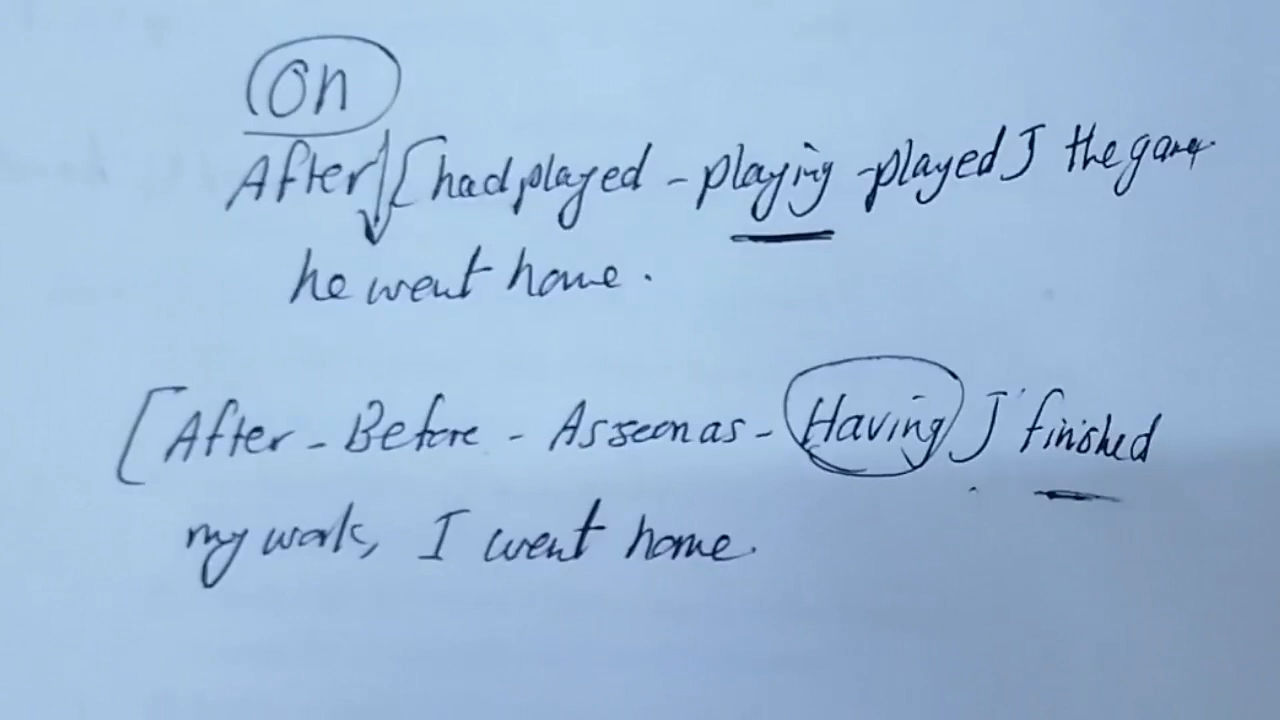 On
After [had played - playing - played] the game
he went home.
[After - Before - As soon as - Having] finished
my work, I went home.